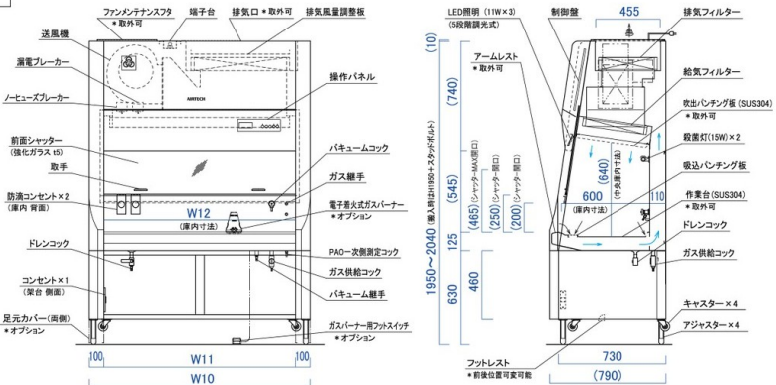 ファンメンテナンスフタ
*取外可
端子台
排気口 *取外可
排気風量調整板
送風機
漏電ブレーカー
ノーヒューズブレーカー
AIRTECH
操作パネル
前面シャッター
(強化ガラス t5)
取手
防滴コンセント×2
(庫内 背面)
バキュームコック
ガス継手
W12
(庫内寸法)
電子着火式ガスバーナー
*オプション
ドレンコック
PAO一次側測定コック
ガス供給コック
バキューム継手
コンセント×1
(架台 側面)
足元カバー(両側)
*オプション
ガスバーナー用フットスイッチ
*オプション
100
W11
100
W10
LED照明 (11W×3)
(5段階調光式)
制御盤
455
排気フィルター
アームレスト
*取外可
給気フィルター
吹出パンチング板(SUS304)
*取外可
殺菌灯(15W)×2
吸込パンチング板
(640)
(中央庫内寸法)
600
(庫内寸法)
110
作業台(SUS304)
*取外可
ドレンコック
ガス供給コック
キャスター×4
アジャスター×4
フットレスト
*前後位置可変可能
730
(790)
1950～2040 (搬入時はH1950+スタッドボルト)
(10)
(740)
(545)
125
630
(465) (シャッターMAX開口)
(250) (シャッター開口)
(200) (シャッター開口)
460